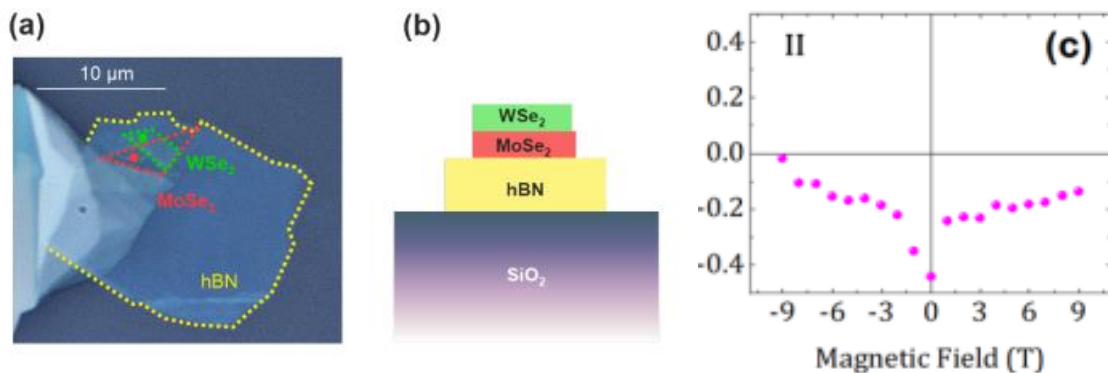 (a)
10 µm
WSe₂
MoSe₂
hBN
(b)
WSe₂
MoSe₂
hBN
SiO₂
II
(c)
0.4
0.2
0.0
-0.2
-0.4
-9 -6 -3 0 3 6 9
Magnetic Field (T)